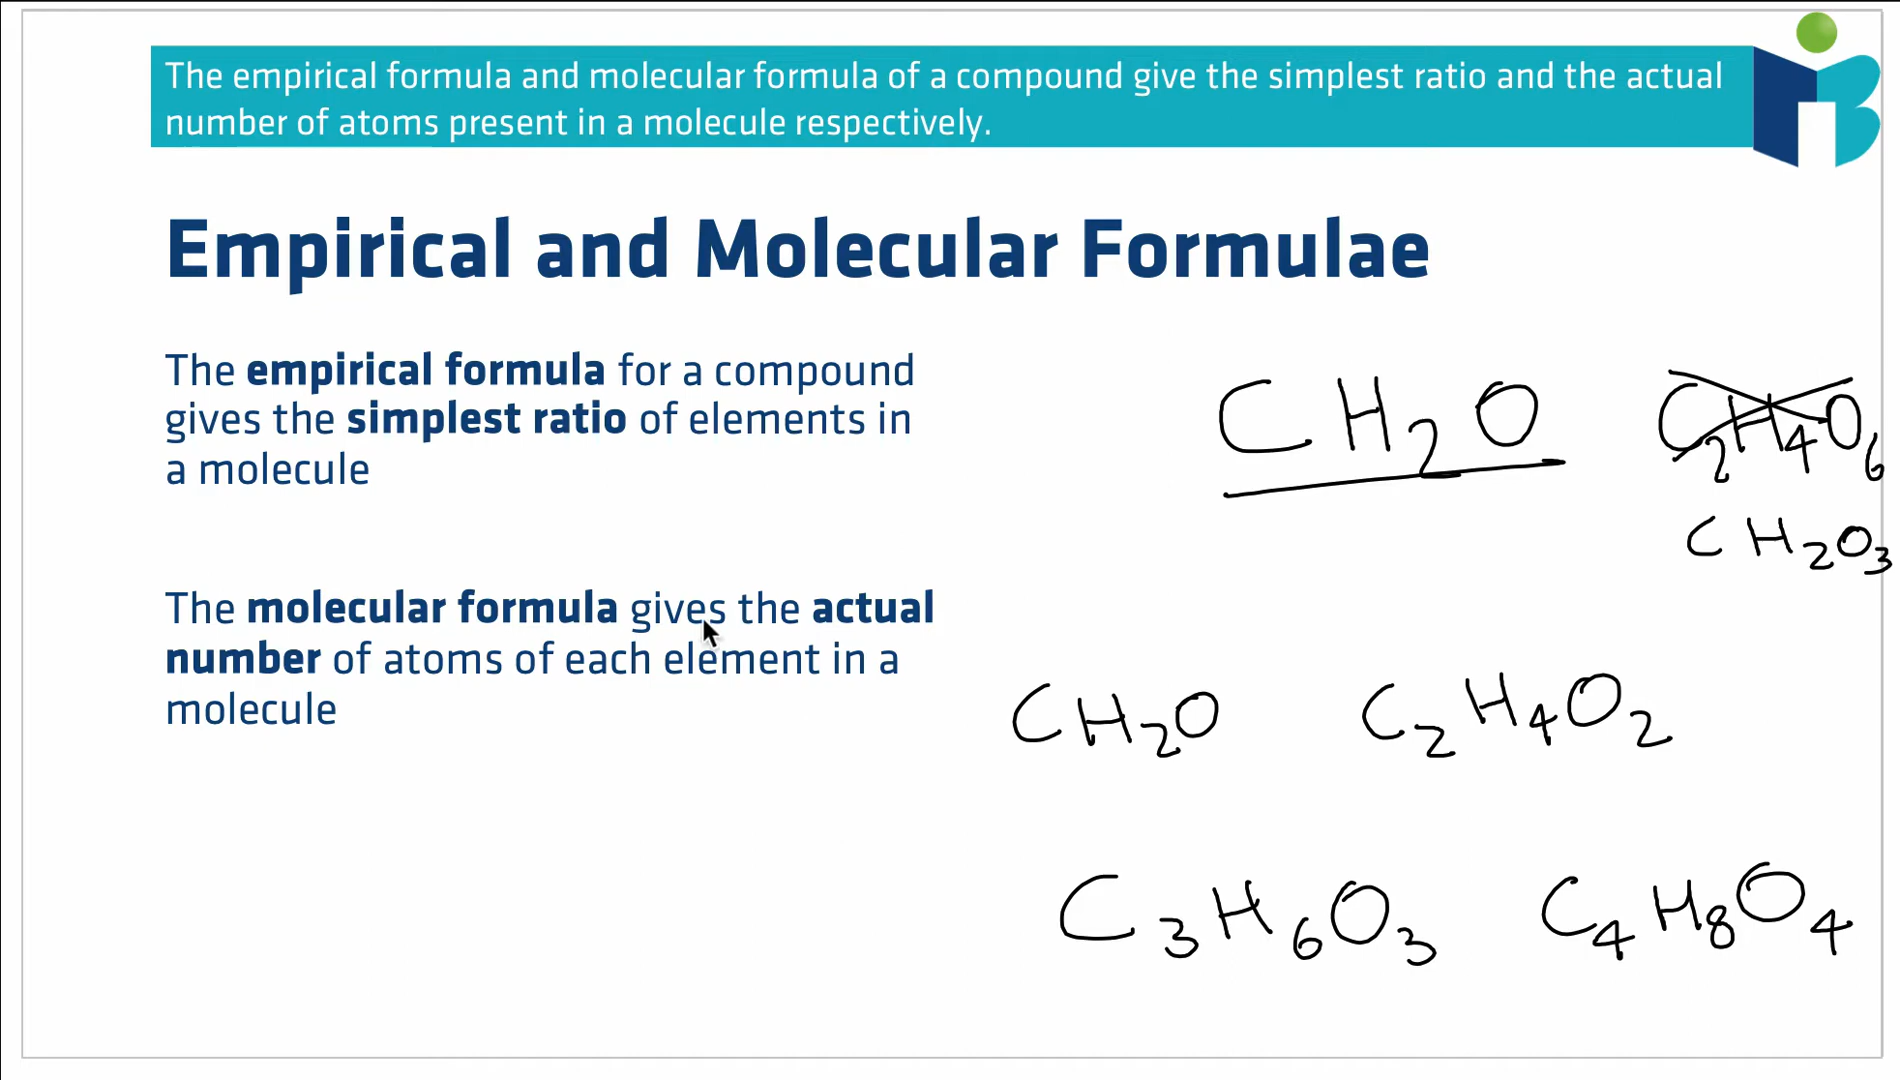 The empirical formula and molecular formula of a compound give the simplest ratio and the actual
number of atoms present in a molecule respectively.
Empirical and Molecular Formulae
The empirical formula for a compound
gives the simplest ratio of elements in
a molecule
CH₂O
C₂H₄O₆
CH₂O₃
The molecular formula gives the actual
number of atoms of each element in a
molecule
CH₂O
C₂H₄O₂
C₃H₆O₃
C₄H₈O₄